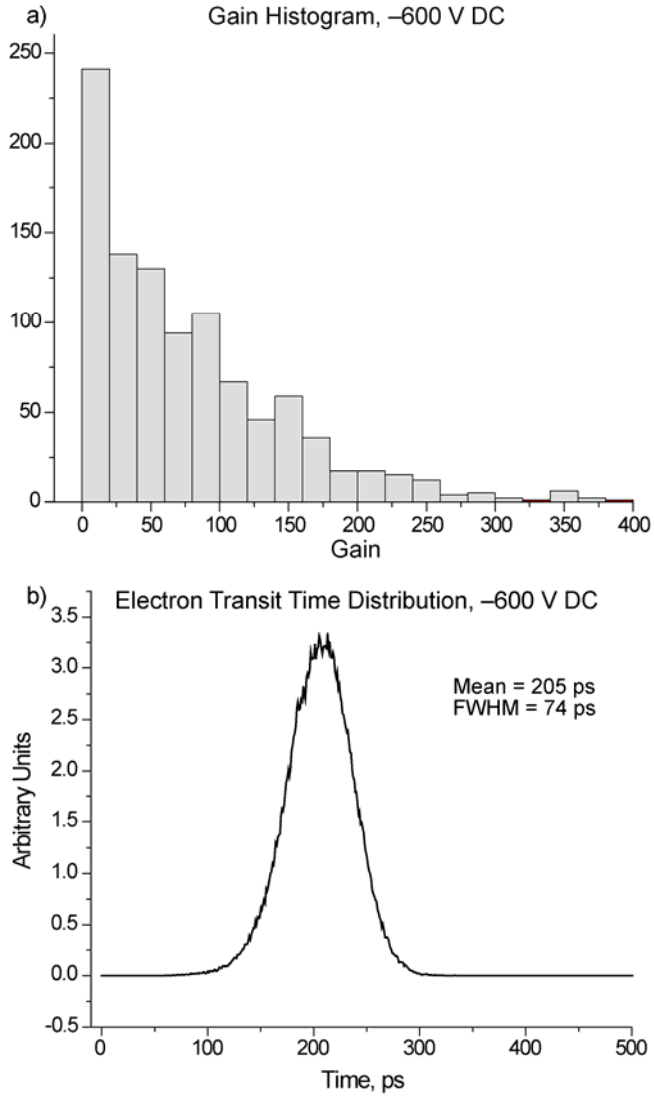 a)
Gain Histogram, –600 V DC
250
200
150
100
50
0
0 50 100 150 200 250 300 350 400
Gain
b)
Electron Transit Time Distribution, –600 V DC
3.5
3.0
Mean = 205 ps
FWHM = 74 ps
2.5
2.0
1.5
1.0
0.5
0.0
-0.5
Arbitrary Units
0 100 200 300 400 500
Time, ps